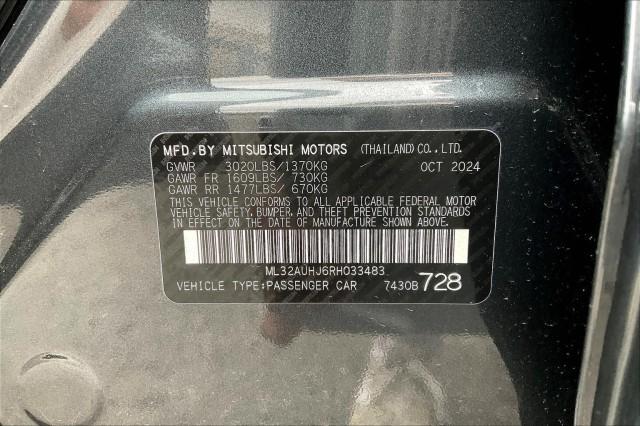 MFD.BY MITSUBISHI MOTORS (THAILAND) CO.,LTD.
GVWR 3020LBS/1370KG OCT 2024
GAWR FR 1609LBS/ 730KG
GAWR RR 1477LBS/ 670KG
THIS VEHICLE CONFORMS TO ALL APPLICABLE FEDERAL MOTOR
VEHICLE SAFETY, BUMPER, AND THEFT PREVENTION STANDARDS
IN EFFECT ON THE DATE OF MANUFACTURE SHOWN ABOVE.
ML32AUHJ6RH033483
VEHICLE TYPE:PASSENGER CAR 7430B 728